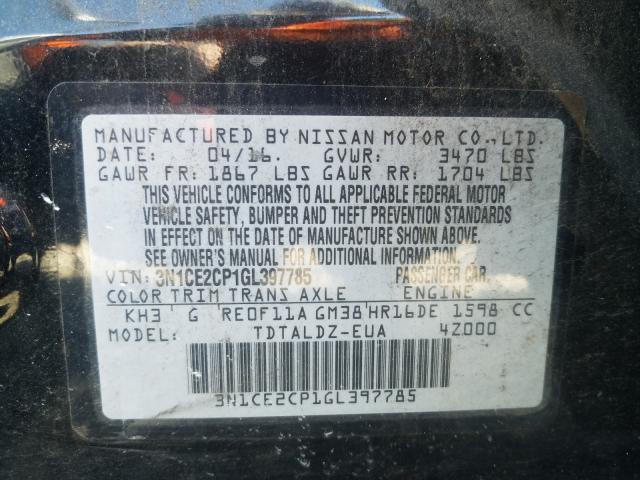 MANUFACTURED BY NISSAN MOTOR CO., LTD.
DATE: 04/16. GVWR: 3470 LBS
GAWR FR: 1867 LBS GAWR RR: 1704 LBS
THIS VEHICLE CONFORMS TO ALL APPLICABLE FEDERAL MOTOR
VEHICLE SAFETY, BUMPER AND THEFT PREVENTION STANDARDS
IN EFFECT ON THE DATE OF MANUFACTURE SHOWN ABOVE.
SEE OWNER'S MANUAL FOR ADDITIONAL INFORMATION.
VIN: 3N1CE2CP1GL397785 PASSENGER CAR.
COLOR TRIM TRANS AXLE ENGINE
KH3 G RE0F11A GM38 HR16DE 1598 CC
MODEL: TDTALDZ-EUA 4Z000
3N1CE2CP1GL397785